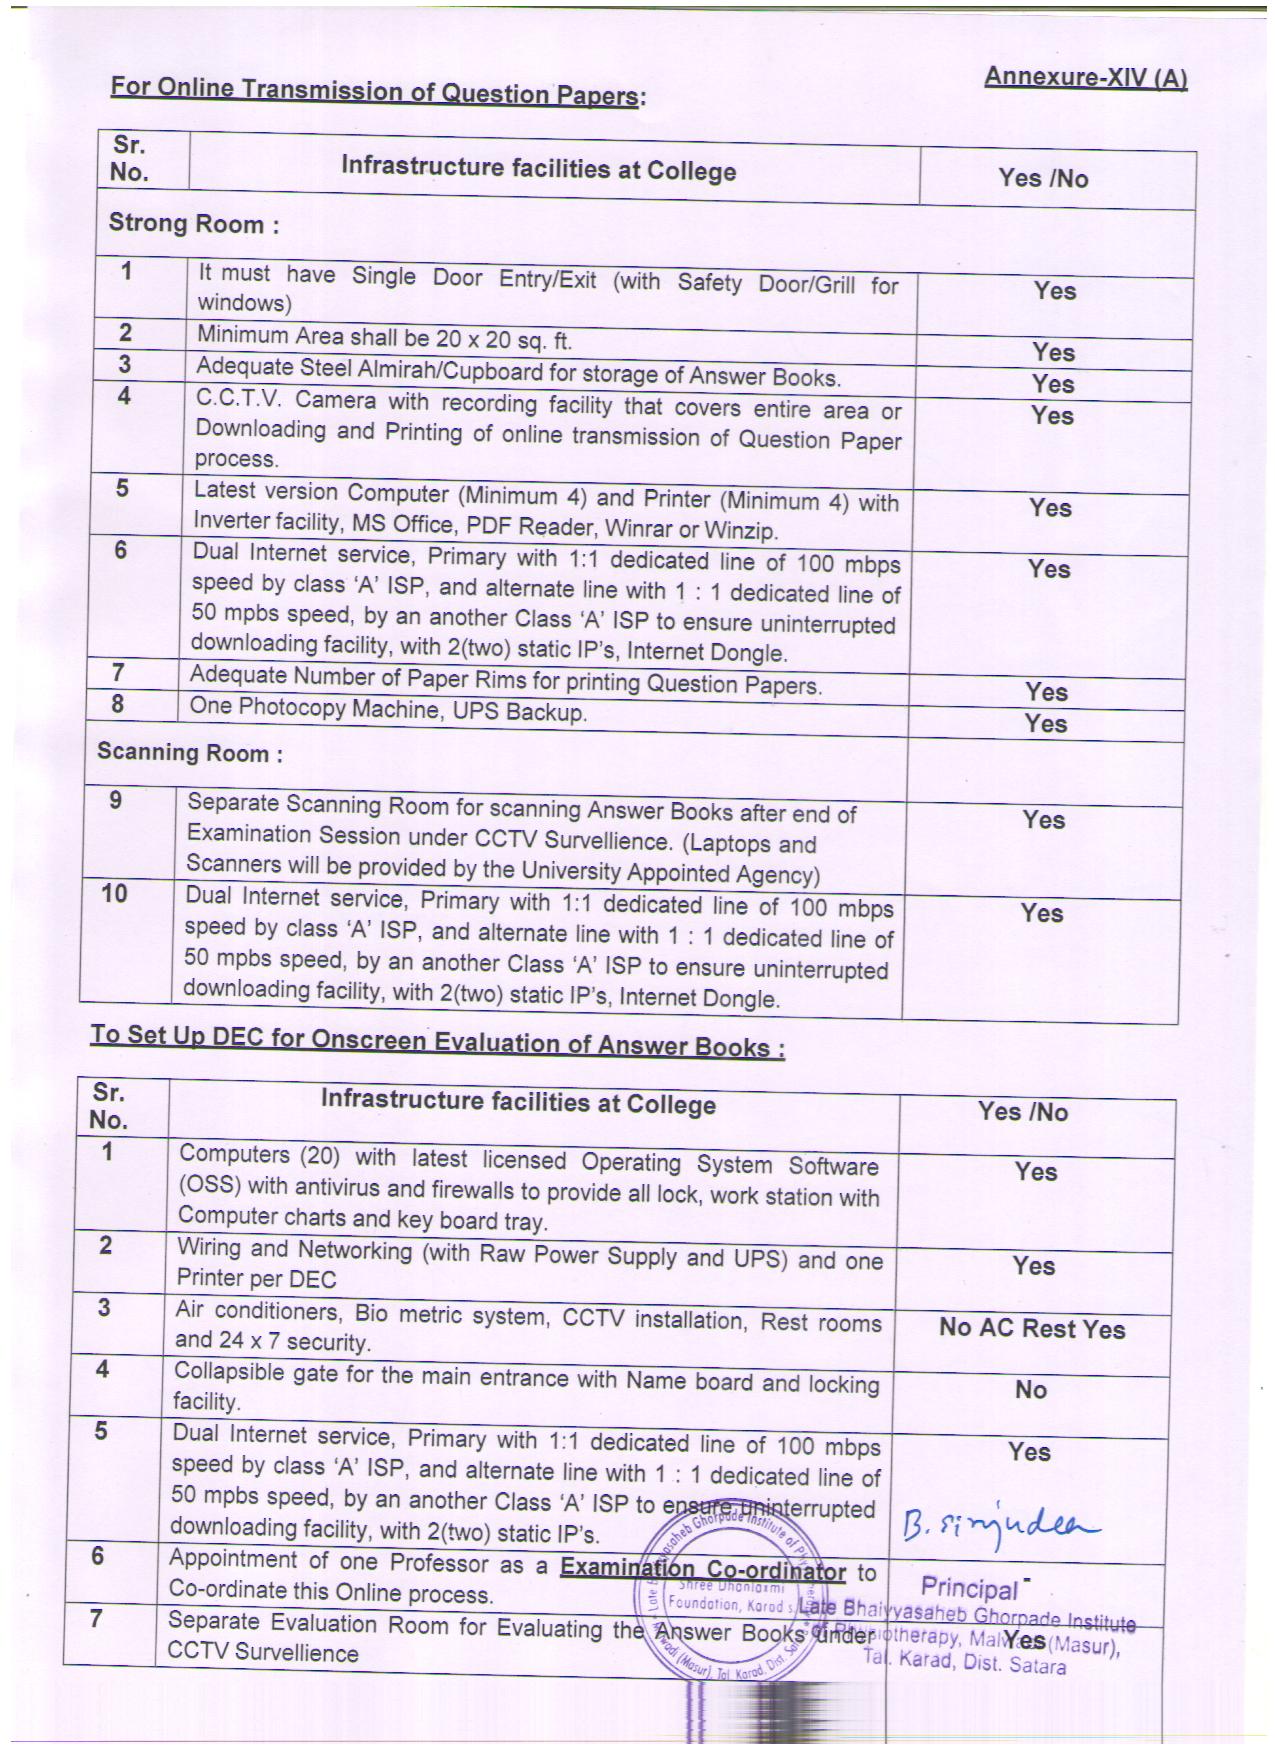 Annexure-XIV (A)
For Online Transmission of Question Papers:
Sr. No. Infrastructure facilities at College Yes /No
Strong Room :
1 It must have Single Door Entry/Exit (with Safety Door/Grill for Yes
windows)
2 Minimum Area shall be 20 x 20 sq. ft. Yes
3 Adequate Steel Almirah/Cupboard for storage of Answer Books. Yes
4 C.C.T.V. Camera with recording facility that covers entire area or Yes
Downloading and Printing of online transmission of Question Paper
process.
5 Latest version Computer (Minimum 4) and Printer (Minimum 4) with Yes
Inverter facility, MS Office, PDF Reader, Winrar or Winzip.
6 Dual Internet service, Primary with 1:1 dedicated line of 100 mbps Yes
speed by class ‘A’ ISP, and alternate line with 1 : 1 dedicated line of
50 mpbs speed, by an another Class ‘A’ ISP to ensure uninterrupted
downloading facility, with 2(two) static IP’s, Internet Dongle.
7 Adequate Number of Paper Rims for printing Question Papers. Yes
8 One Photocopy Machine, UPS Backup. Yes
Scanning Room :
9 Separate Scanning Room for scanning Answer Books after end of Yes
Examination Session under CCTV Survellience. (Laptops and
Scanners will be provided by the University Appointed Agency)
10 Dual Internet service, Primary with 1:1 dedicated line of 100 mbps Yes
speed by class ‘A’ ISP, and alternate line with 1 : 1 dedicated line of
50 mpbs speed, by an another Class ‘A’ ISP to ensure uninterrupted
downloading facility, with 2(two) static IP’s, Internet Dongle.
To Set Up DEC for Onscreen Evaluation of Answer Books :
Sr. No. Infrastructure facilities at College Yes /No
1 Computers (20) with latest licensed Operating System Software Yes
(OSS) with antivirus and firewalls to provide all lock, work station with
Computer charts and key board tray.
2 Wiring and Networking (with Raw Power Supply and UPS) and one Yes
Printer per DEC
3 Air conditioners, Bio metric system, CCTV installation, Rest rooms No AC Rest Yes
and 24 x 7 security.
4 Collapsible gate for the main entrance with Name board and locking No
facility.
5 Dual Internet service, Primary with 1:1 dedicated line of 100 mbps Yes
speed by class ‘A’ ISP, and alternate line with 1 : 1 dedicated line of
50 mpbs speed, by an another Class ‘A’ ISP to ensure uninterrupted
downloading facility, with 2(two) static IP’s.
6 Appointment of one Professor as a Examination Co-ordinator to
Co-ordinate this Online process.
7 Separate Evaluation Room for Evaluating the Answer Books under Yes
CCTV Survellience
Principal
Late Bhaiyyasaheb Ghorpade Institute
of Physiotherapy, Malwadi (Masur),
Tal. Karad, Dist. Satara
Shree Dhanlaxmi
Foundation, Karad